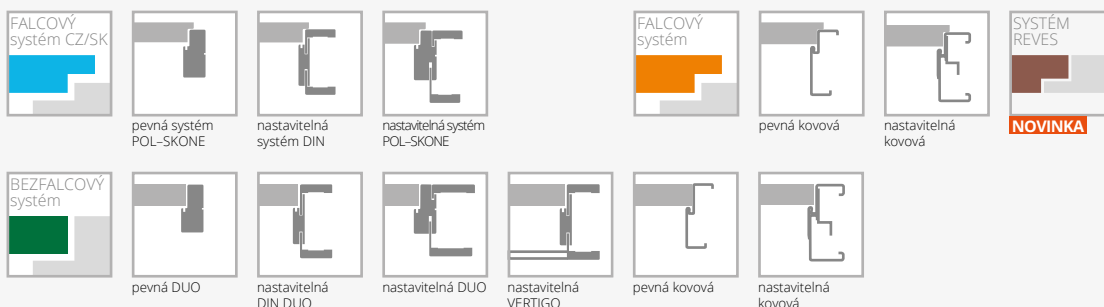 FALCOVÝ
systém CZ/SK
pevná systém
POL–SKONE
nastavitelná
systém DIN
nastavitelná systém
POL–SKONE
FALCOVÝ
systém
pevná kovová
nastavitelná
kovová
SYSTÉM
REVES
NOVINKA
BEZFALCOVÝ
systém
pevná DUO
nastavitelná
DIN DUO
nastavitelná DUO
nastavitelná
VERTIGO
pevná kovová
nastavitelná
kovová